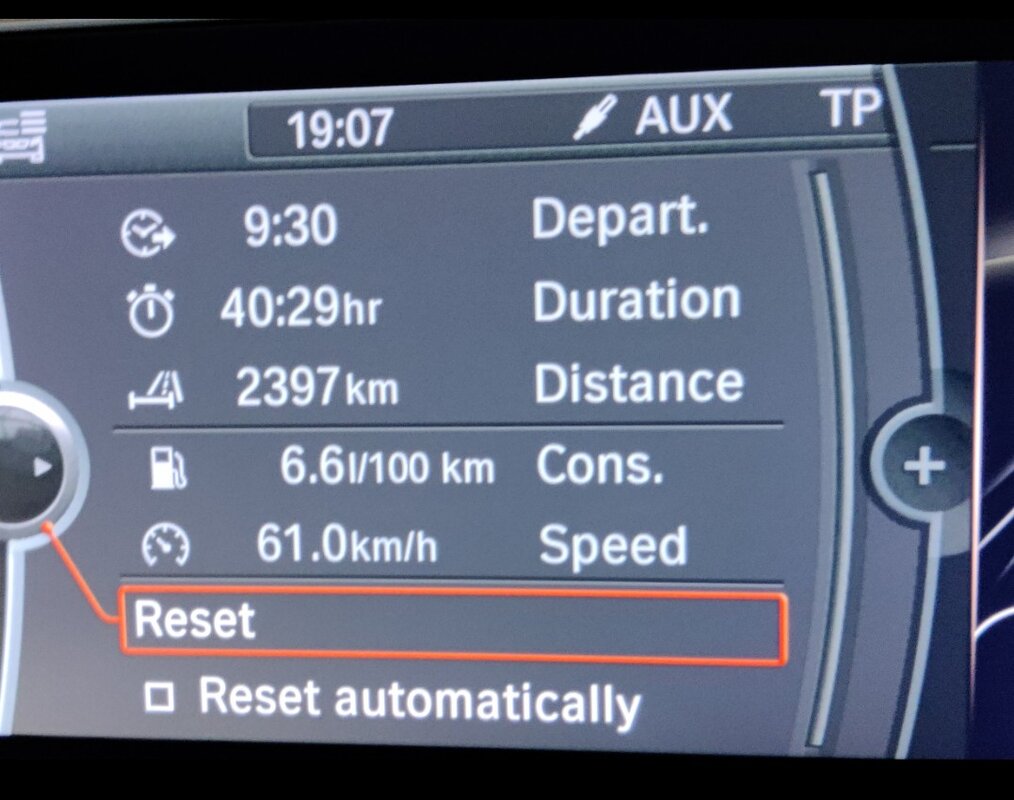 19:07 AUX TP
9:30 Depart.
40:29hr Duration
2397km Distance
6.6l/100 km Cons.
61.0km/h Speed
Reset
Reset automatically